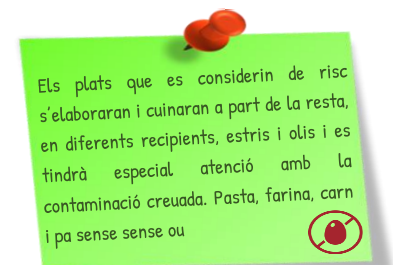 Els plats que es considerin de risc
s'elaboraran i cuinaran a part de la resta,
en diferents recipients, estris i olis i es
tindrà especial atenció amb la
contaminació creuada. Pasta, farina, carn
i pa sense sense ou